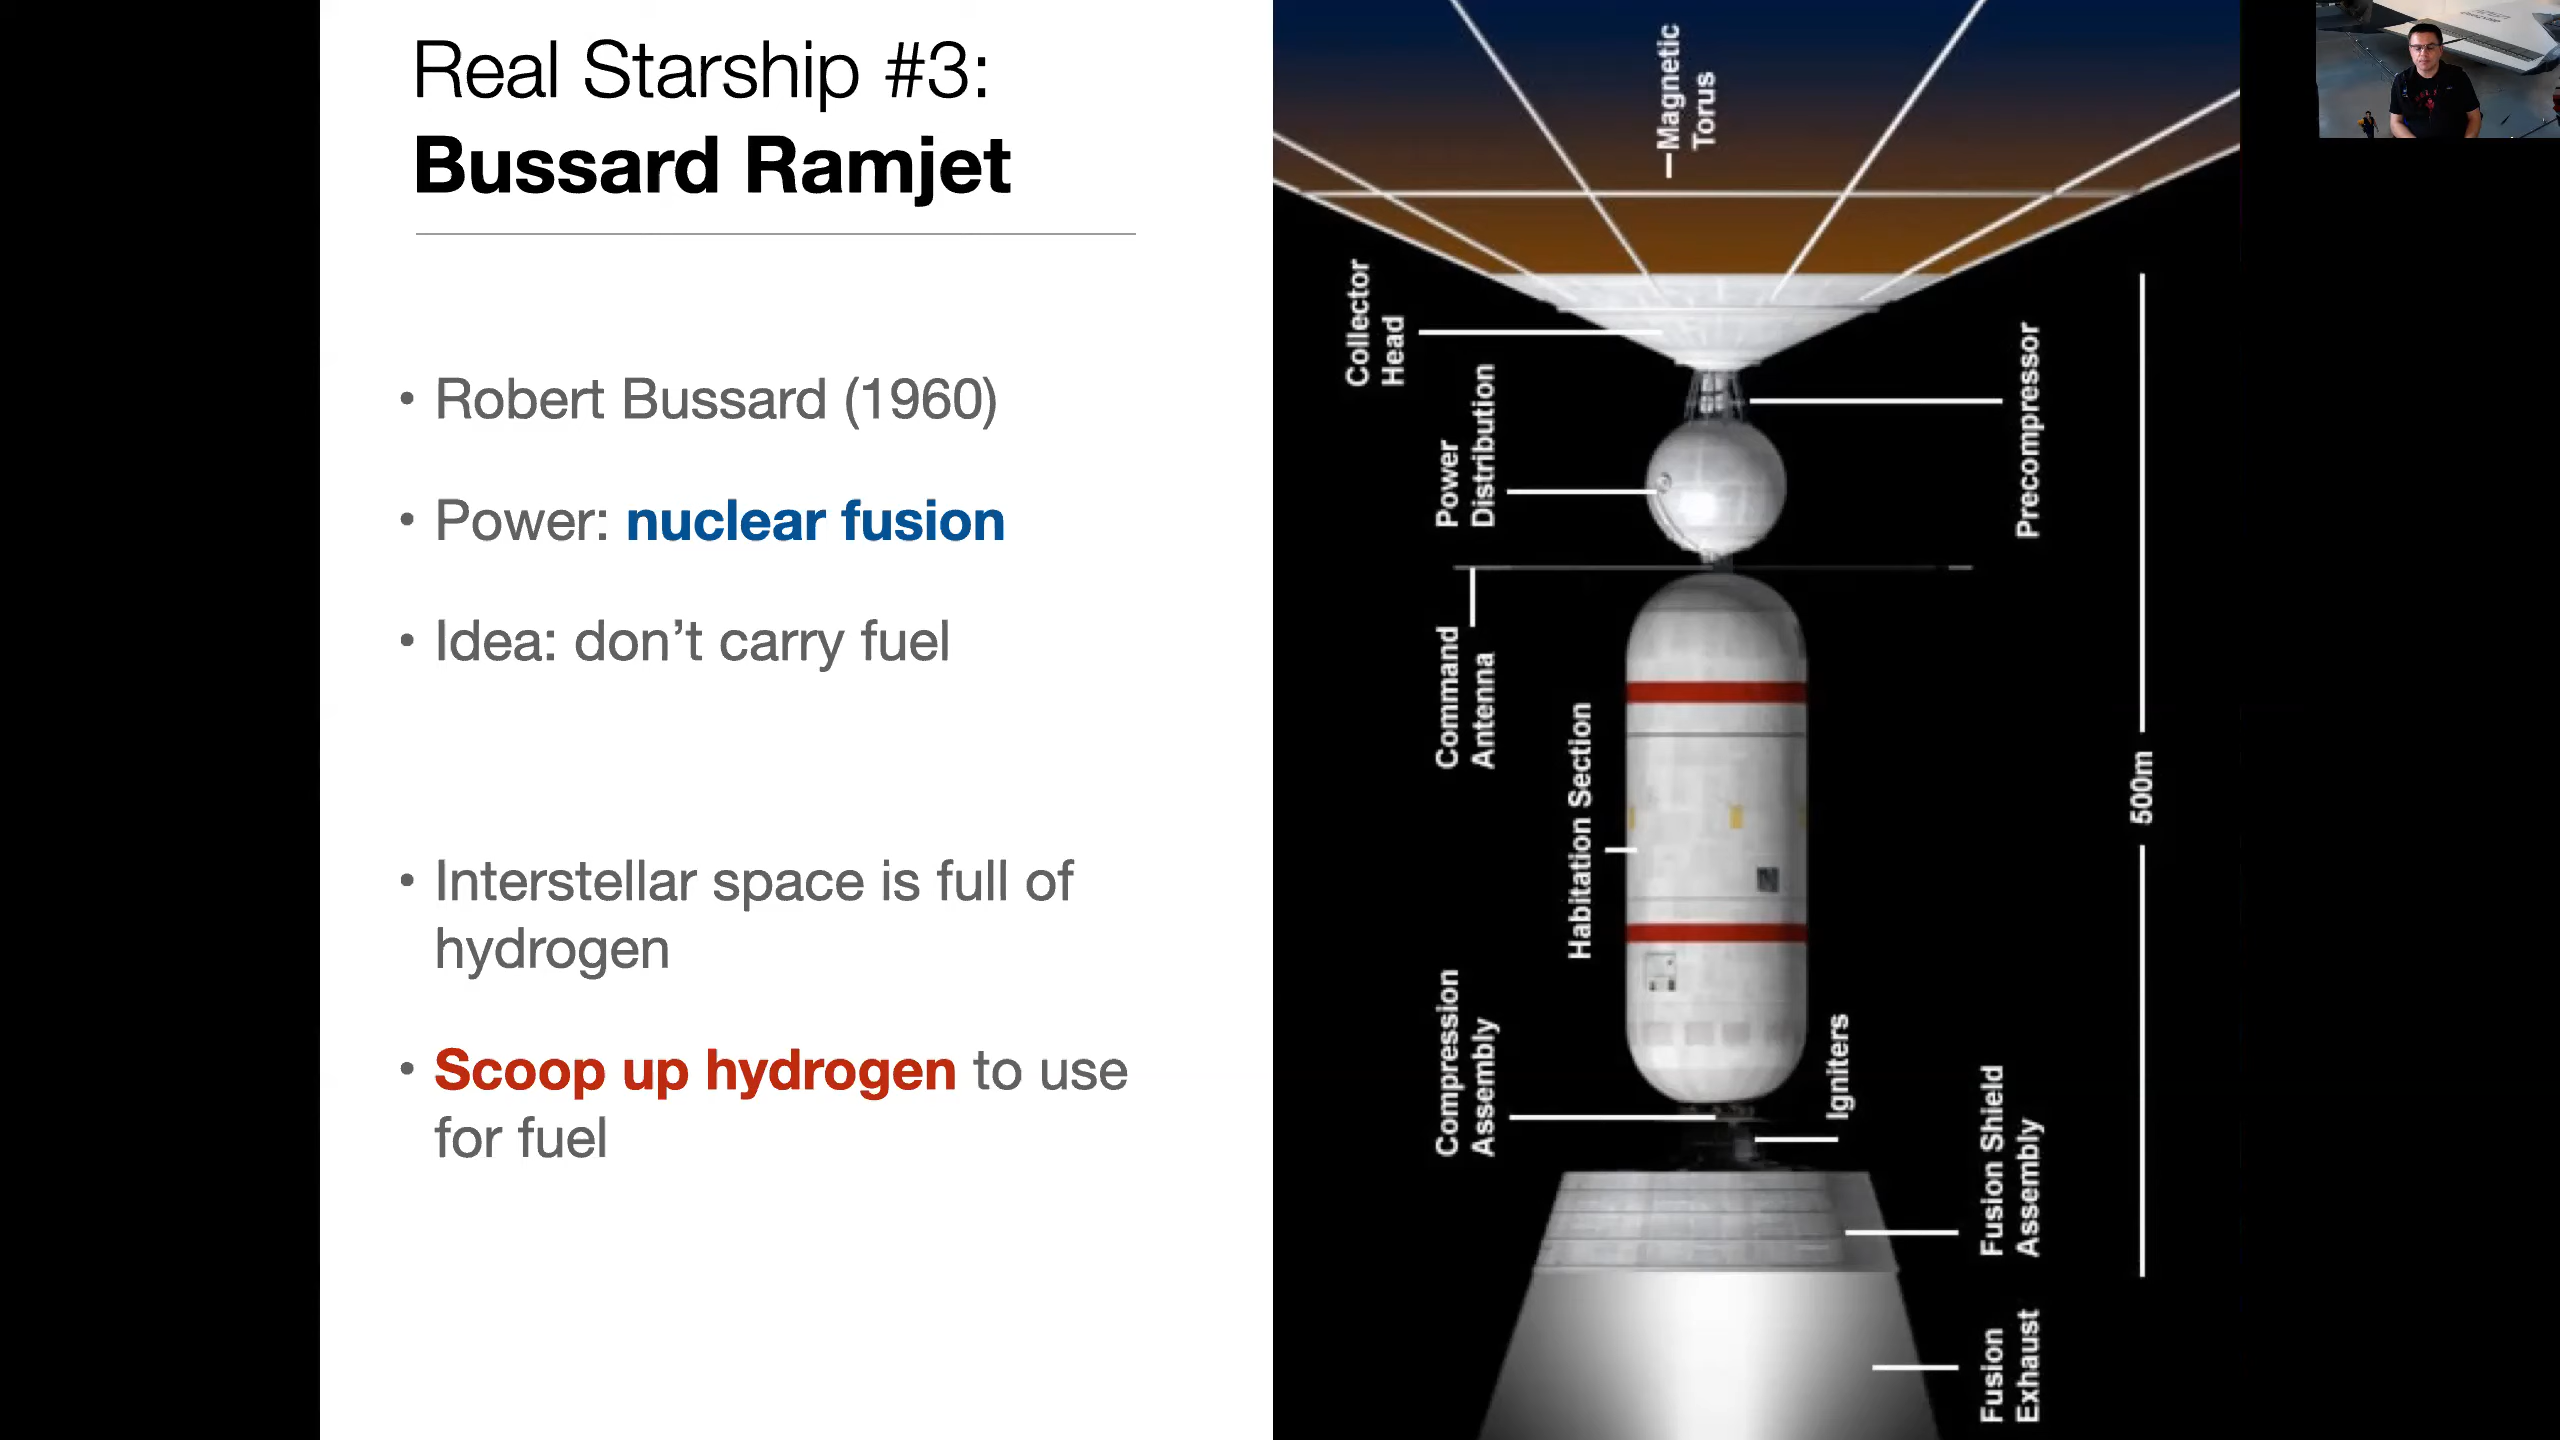 Real Starship #3:
Bussard Ramjet
• Robert Bussard (1960)
• Power: nuclear fusion
• Idea: don’t carry fuel
• Interstellar space is full of
hydrogen
• Scoop up hydrogen to use
for fuel
Magnetic
Torus
Collector
Head
Precompressor
Power
Distribution
Command
Antenna
Habitation Section
500m
Compression
Assembly
Igniters
Fusion Shield
Assembly
Fusion
Exhaust